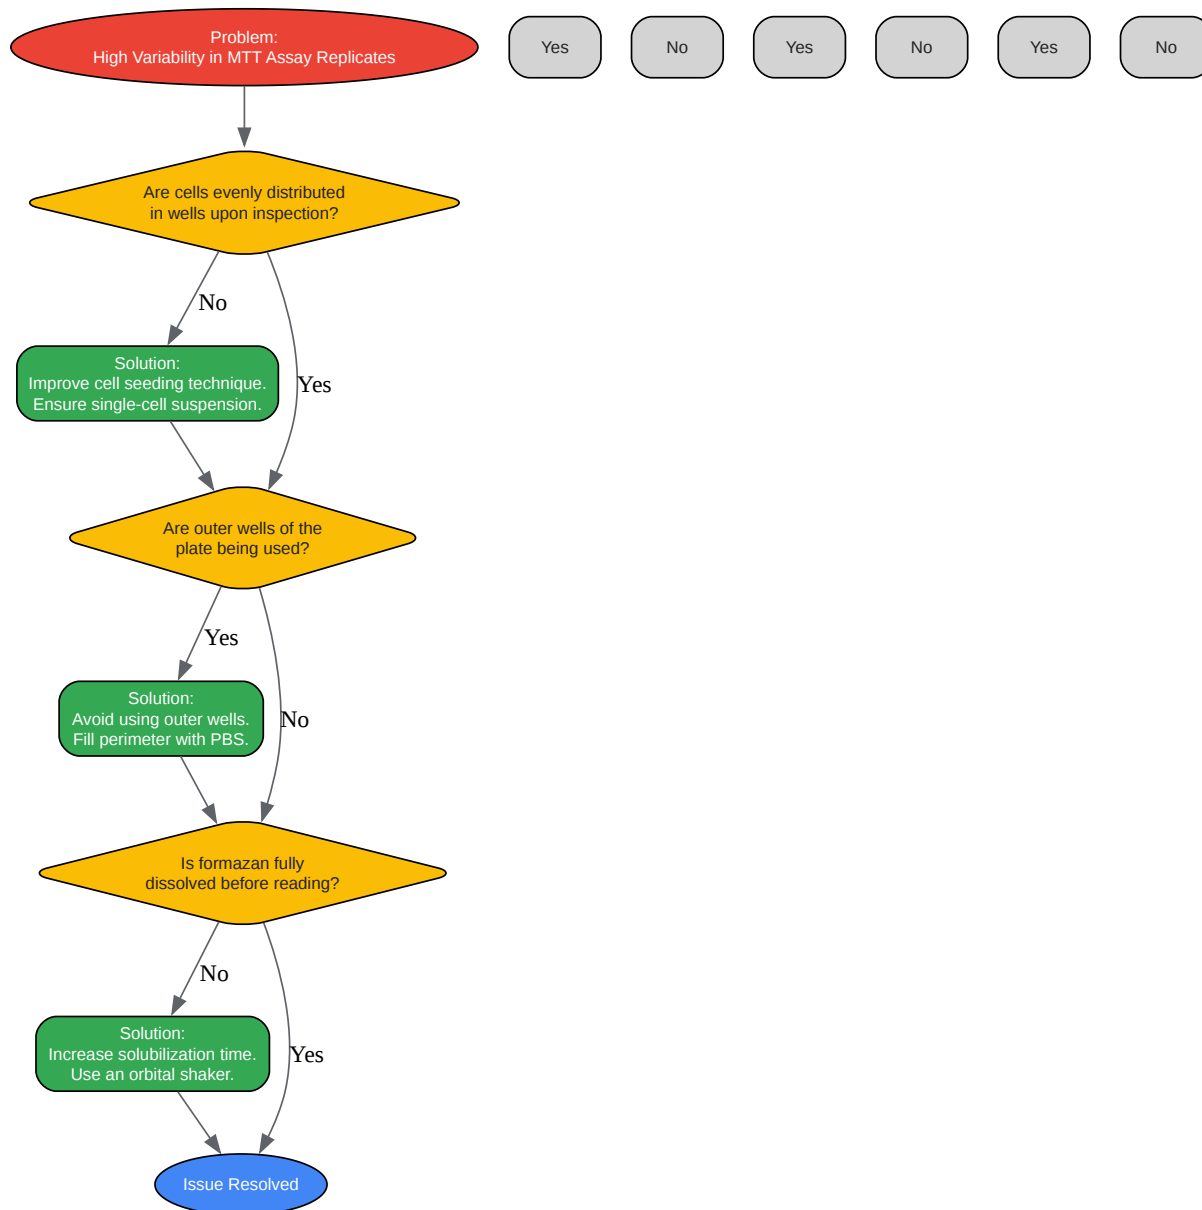 Problem:
High Variability in MTT Assay Replicates
Yes
No
Yes
No
Yes
No
Are cells evenly distributed
in wells upon inspection?
No
Solution:
Improve cell seeding technique.
Ensure single-cell suspension.
Yes
Are outer wells of the
plate being used?
Yes
Solution:
Avoid using outer wells.
Fill perimeter with PBS.
No
Is formazan fully
dissolved before reading?
No
Solution:
Increase solubilization time.
Use an orbital shaker.
Yes
Issue Resolved